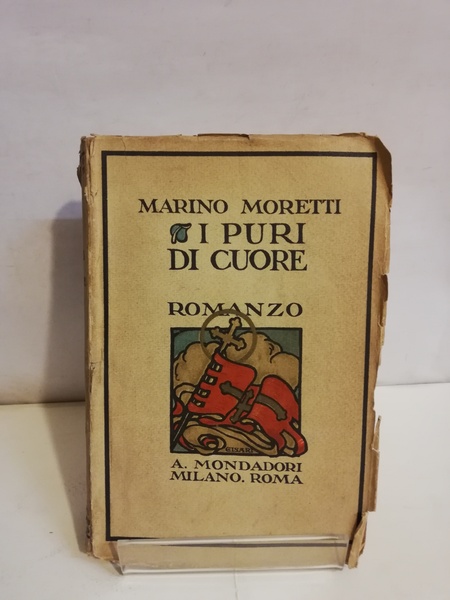 MARINO MORETTI
I PURI
DI CUORE
ROMANZO
A. MONDADORI
MILANO. ROMA